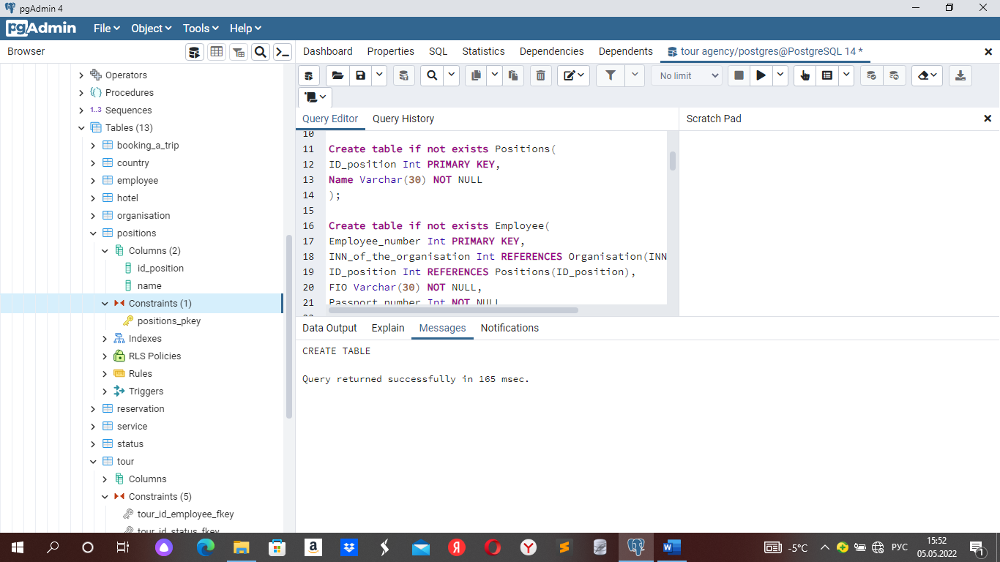 pgAdmin 4
pgAdmin File Object Tools Help
Browser
Dashboard Properties SQL Statistics Dependencies Dependents tour agency/postgres@PostgreSQL 14 *
No limit
Query Editor Query History
Scratch Pad
Operators
Procedures
1..3 Sequences
Tables (13)
booking_a_trip
country
employee
hotel
organisation
positions
Columns (2)
id_position
name
Constraints (1)
positions_pkey
Indexes
RLS Policies
Rules
Triggers
reservation
service
status
tour
Columns
Constraints (5)
tour_id_employee_fkey
tour_id_status_fkey
10
11 Create table if not exists Positions(
12 ID_position Int PRIMARY KEY,
13 Name Varchar(30) NOT NULL
14 );
15
16 Create table if not exists Employee(
17 Employee_number Int PRIMARY KEY,
18 INN_of_the_organisation Int REFERENCES Organisation(INN
19 ID_position Int REFERENCES Positions(ID_position),
20 FIO Varchar(30) NOT NULL,
21 Passport_number Int NOT NULL
Data Output Explain Messages Notifications
CREATE TABLE
Query returned successfully in 165 msec.
-5°C
РУС
15:52
05.05.2022
1